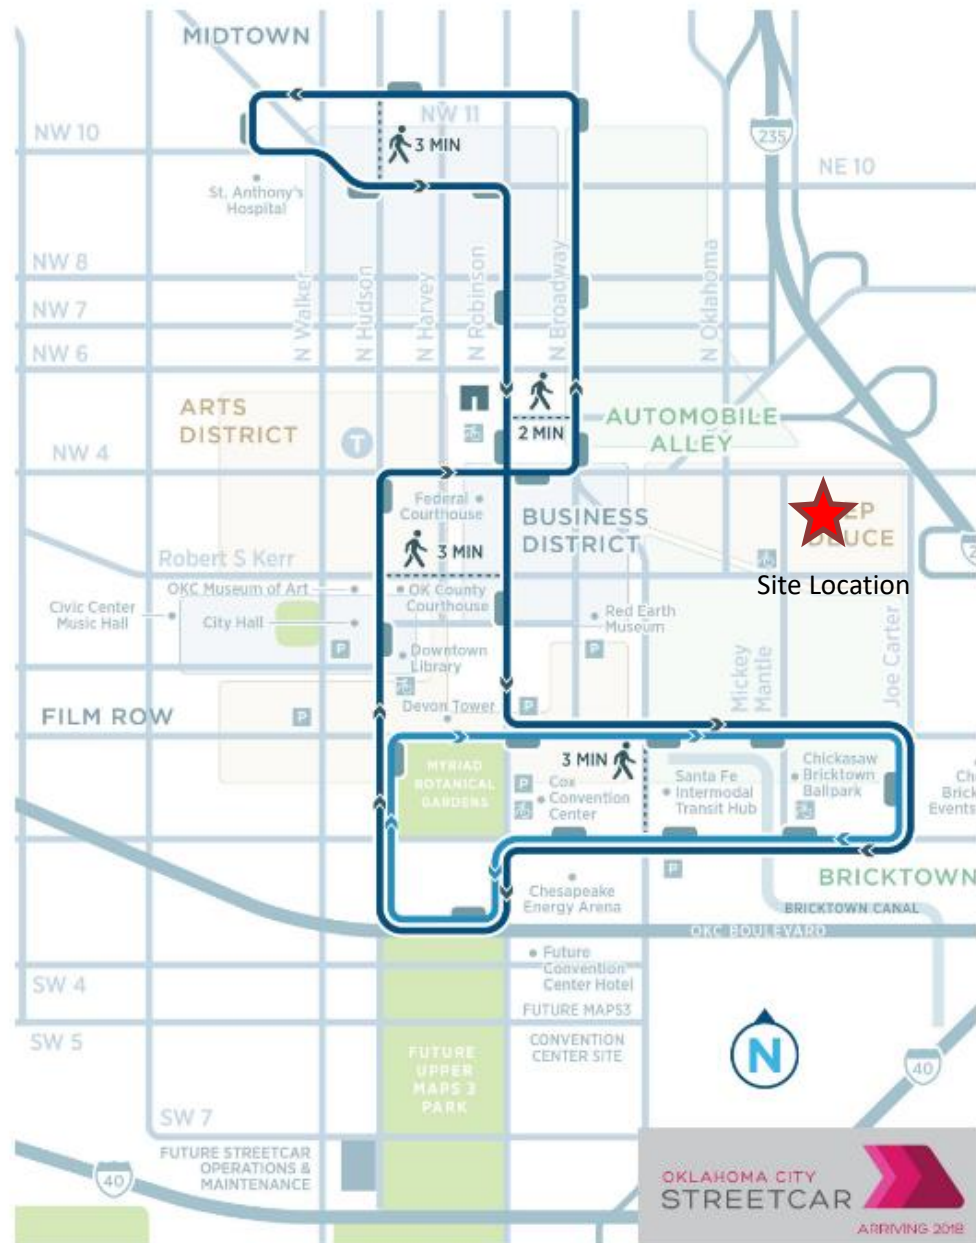 MIDTOWN
NW 11
NW 10
3 MIN
235
NE 10
St. Anthony's
Hospital
NW 8
N Walker
N Hudson
N Harvey
N Robinson
N Broadway
N Oklahoma
NW 7
NW 6
ARTS
DISTRICT
T
2 MIN
AUTOMOBILE
ALLEY
NW 4
Federal
Courthouse
BUSINESS
DISTRICT
EP
DEUCE
Robert S Kerr
3 MIN
Site Location
OKC Museum of Art
OK County
Courthouse
Civic Center
Music Hall
City Hall
P
Red Earth
Museum
P
Downtown
Library
Mickey
Mantle
Joe Carter
Devon Tower
P
FILM ROW
P
MYRIAD
BOTANICAL
GARDENS
3 MIN
P
Cox
Convention
Center
Santa Fe
Intermodal
Transit Hub
Chickasaw
Bricktown
Ballpark
Ch
Brick
Events
P
BRICKTOWN
Chesapeake
Energy Arena
BRICKTOWN CANAL
OKC BOULEVARD
Future
Convention
Center Hotel
SW 4
FUTURE MAPS3
SW 5
CONVENTION
CENTER SITE
N
40
FUTURE
UPPER
MAPS 3
PARK
SW 7
FUTURE STREETCAR
OPERATIONS &
MAINTENANCE
40
OKLAHOMA CITY
STREETCAR
ARRIVING 2018